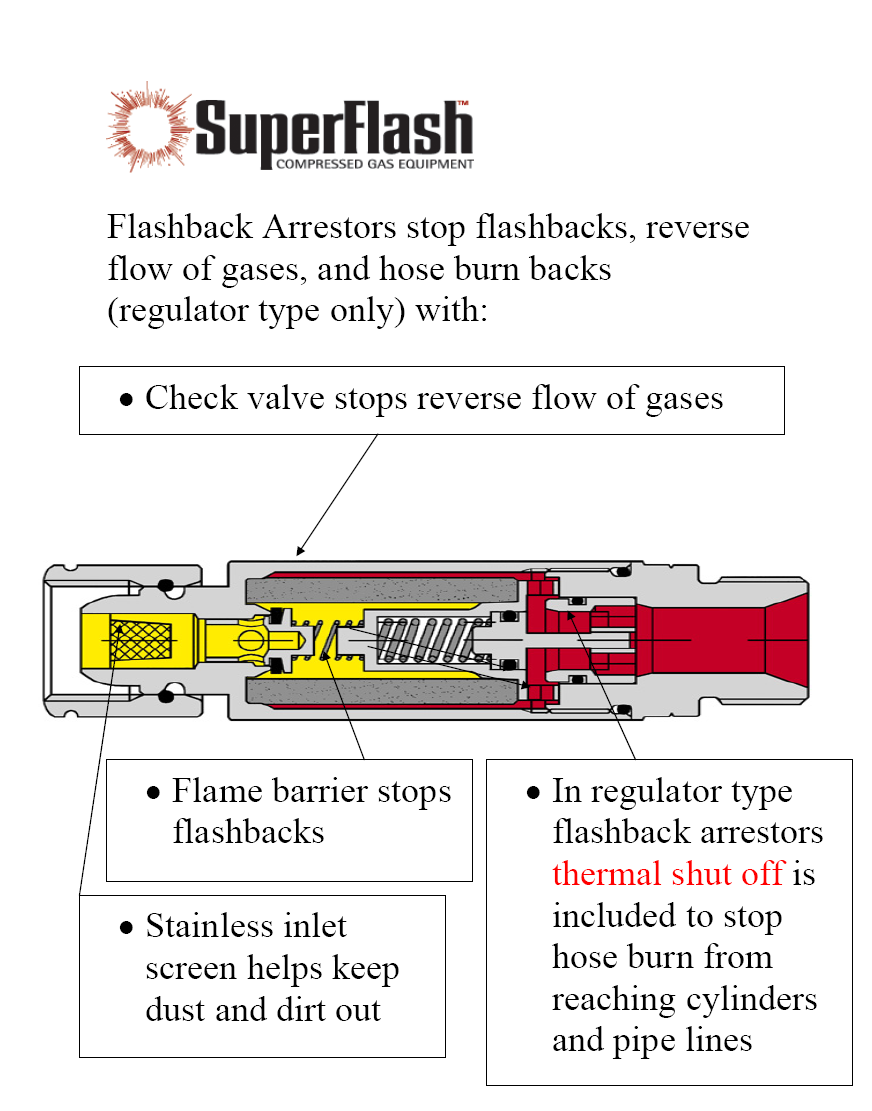 SuperFlash™
COMPRESSED GAS EQUIPMENT
Flashback Arrestors stop flashbacks, reverse
flow of gases, and hose burn backs
(regulator type only) with:
• Check valve stops reverse flow of gases
• Flame barrier stops
flashbacks
• Stainless inlet
screen helps keep
dust and dirt out
• In regulator type
flashback arrestors
thermal shut off is
included to stop
hose burn from
reaching cylinders
and pipe lines